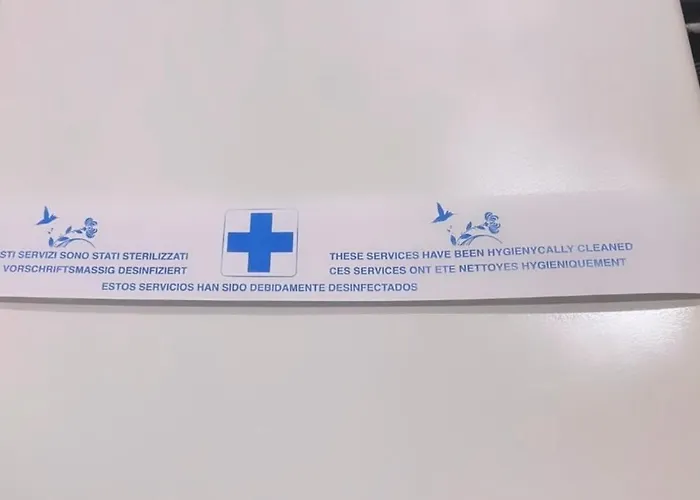 STI SERVIZI SONO STATI STERILIZZATI
VORSCHRIFTSMASSIG DESINFIZIERT
THESE SERVICES HAVE BEEN HYGIENYCALLY CLEANED
CES SERVICES ONT ETE NETTOYES HYGIENIQUEMENT
ESTOS SERVICIOS HAN SIDO DEBIDAMENTE DESINFECTADOS